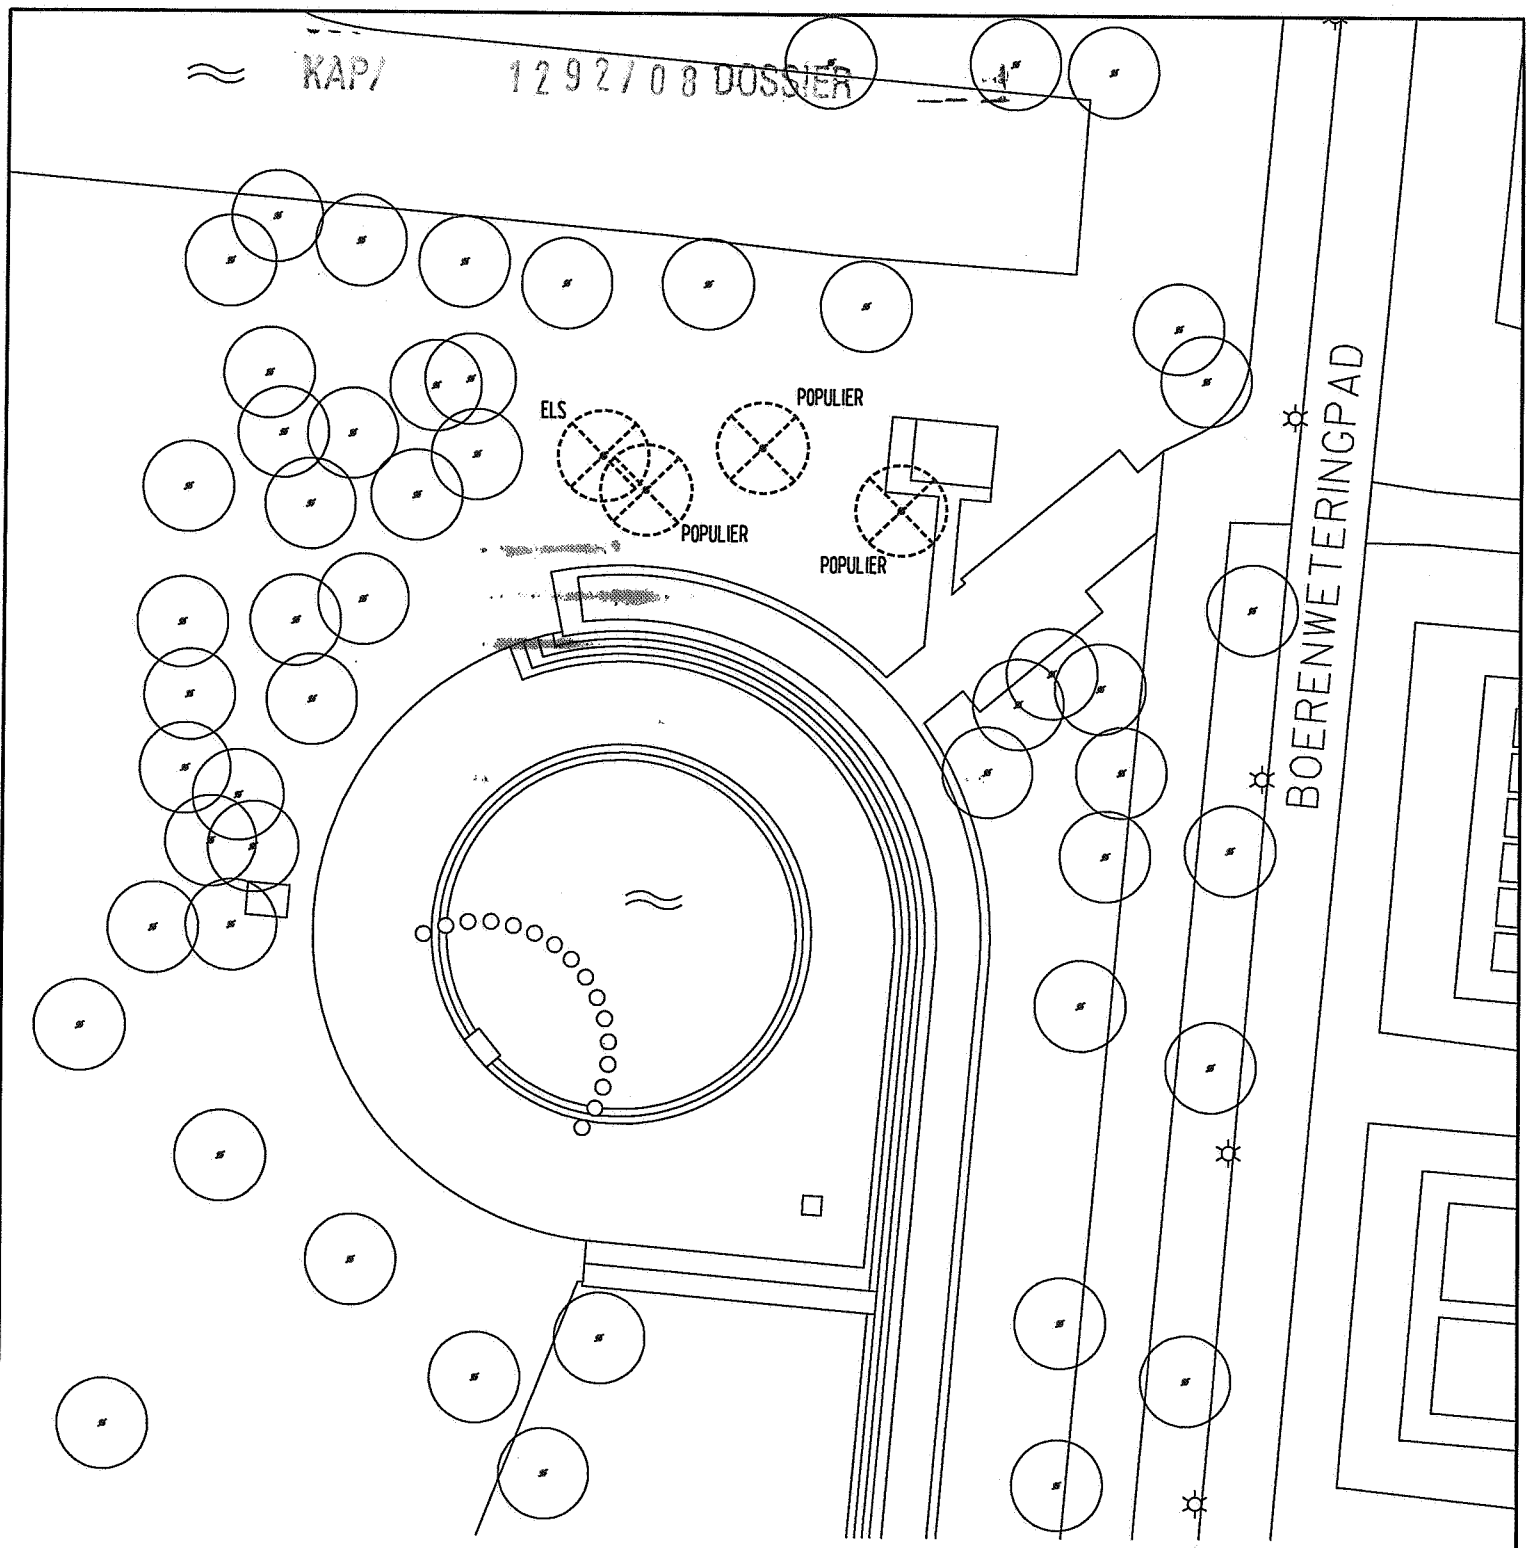 KAP/ 1292/08 DOSSIER
ELS
POPULIER
POPULIER
POPULIER
BOERENWETERINGPAD